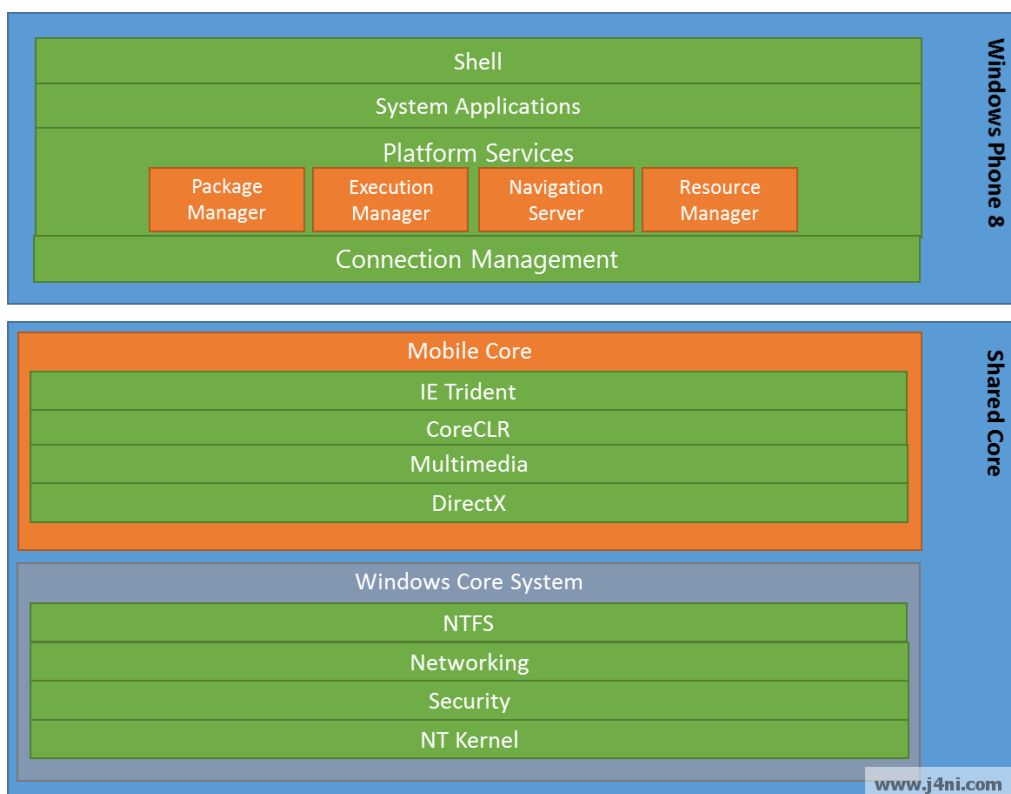 Shell
System Applications
Platform Services
Package
Manager
Execution
Manager
Navigation
Server
Resource
Manager
Connection Management
Windows Phone 8
Mobile Core
IE Trident
CoreCLR
Multimedia
DirectX
Windows Core System
NTFS
Networking
Security
NT Kernel
Shared Core
www.j4ni.com